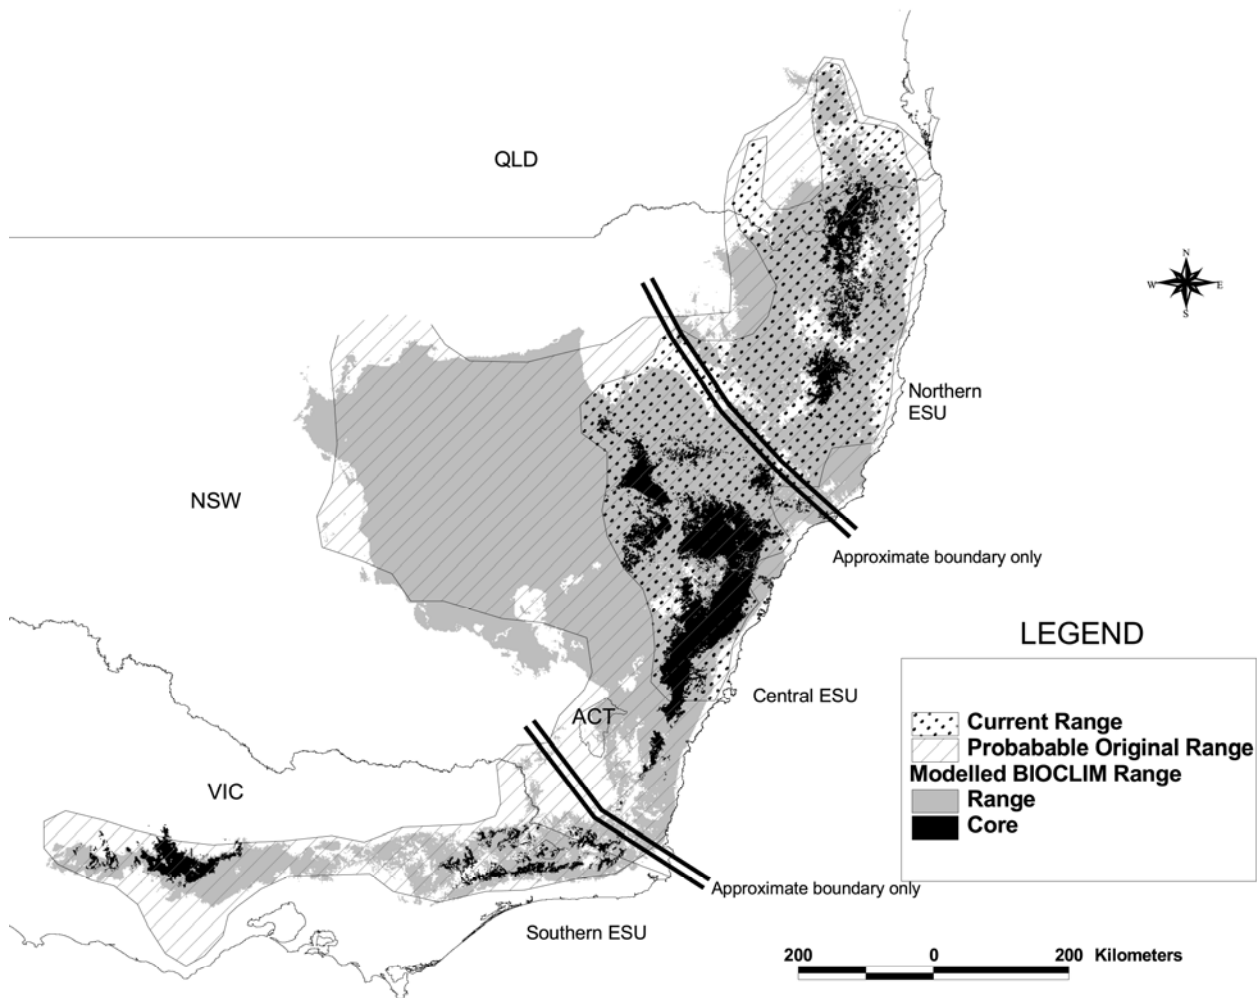 QLD
N
W
E
S
Northern
ESU
NSW
Approximate boundary only
LEGEND
Central ESU
ACT
Current Range
Probabable Original Range
Modelled BIOCLIM Range
Range
Core
VIC
Approximate boundary only
Southern ESU
200 0 200 Kilometers